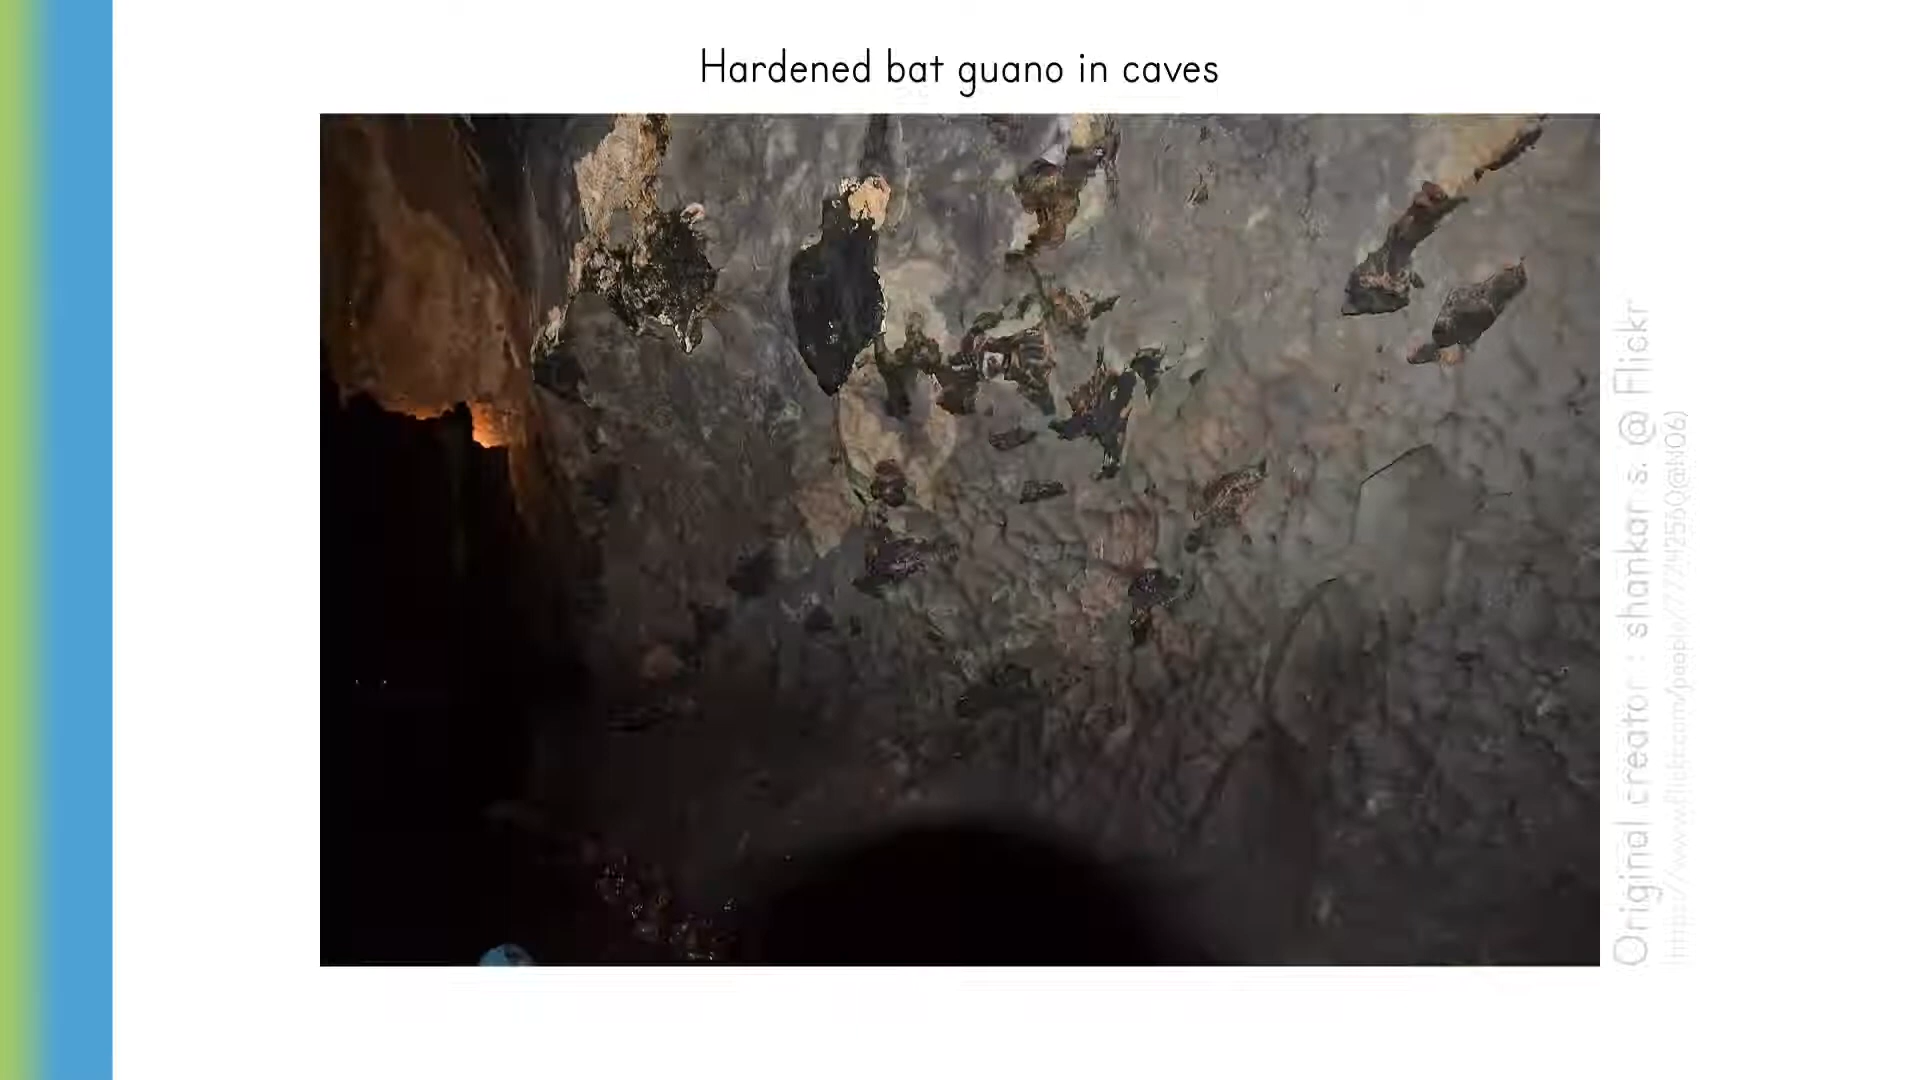 Hardened bat guano in caves
Original creator : shankar s. @ Flickr